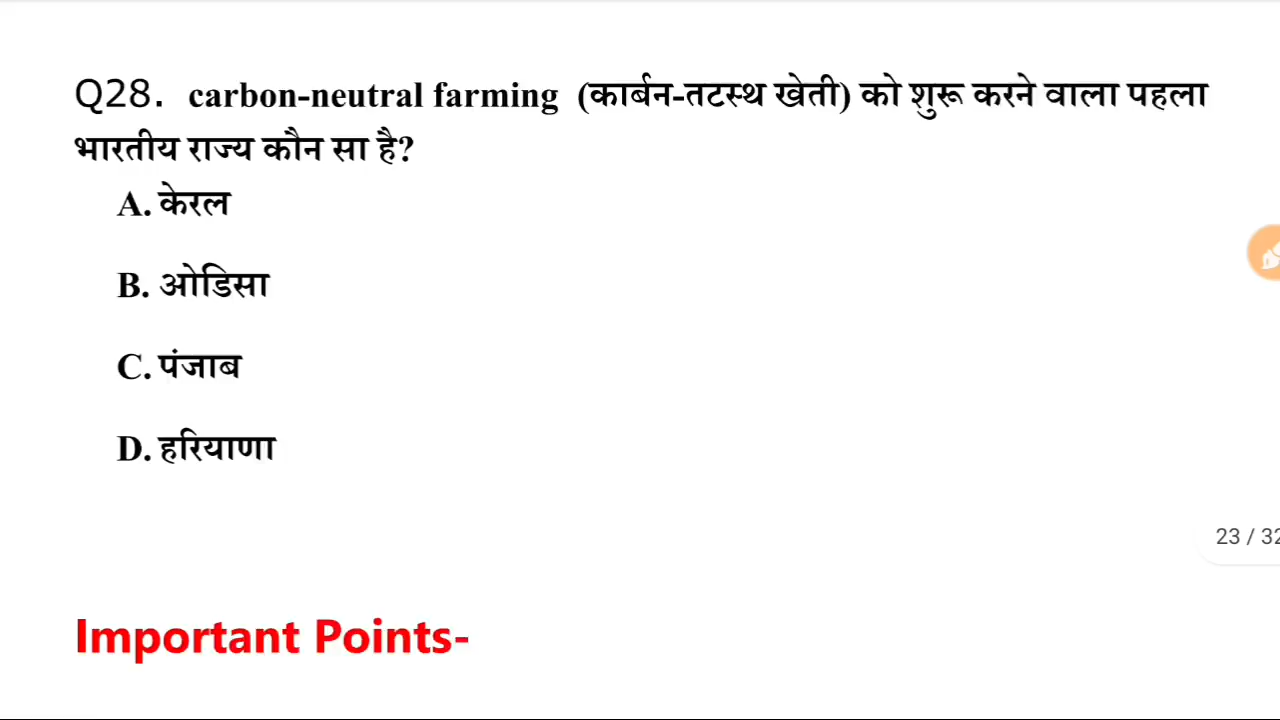 Q28. carbon-neutral farming (कार्बन-तटस्थ खेती) को शुरू करने वाला पहला
भारतीय राज्य कौन सा है?
A. केरल
B. ओडिसा
C. पंजाब
D. हरियाणा
23 / 32
Important Points-